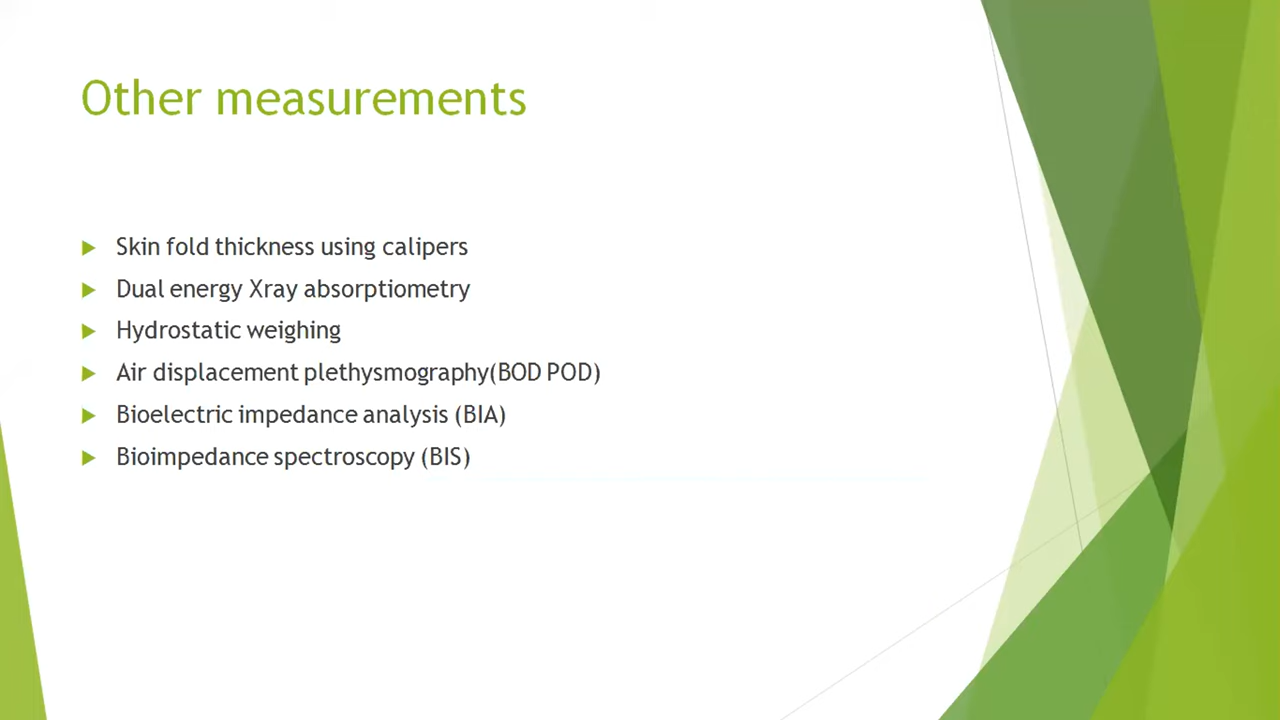 Other measurements
Skin fold thickness using calipers
Dual energy Xray absorptiometry
Hydrostatic weighing
Air displacement plethysmography(BOD POD)
Bioelectric impedance analysis (BIA)
Bioimpedance spectroscopy (BIS)